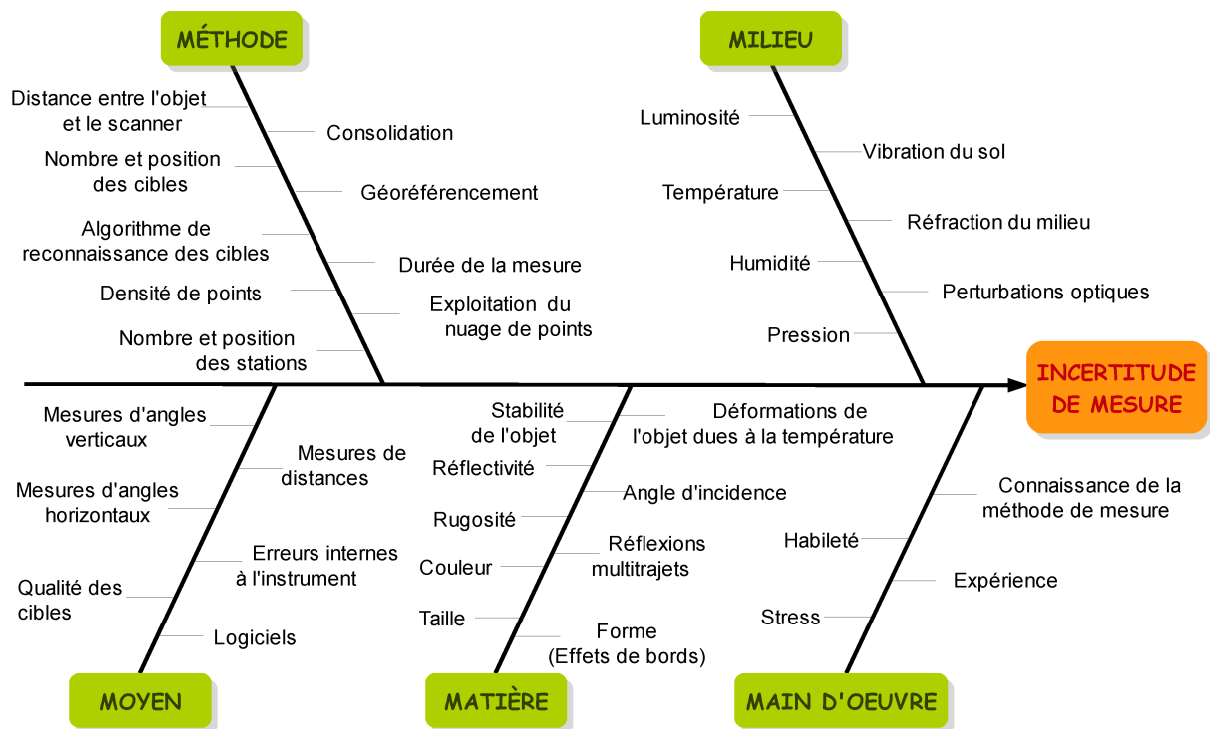 MÉTHODE
Distance entre l'objet
et le scanner
Consolidation
Nombre et position
des cibles
Géoréférencement
Algorithme de
reconnaissance des cibles
Durée de la mesure
Densité de points
Exploitation du
nuage de points
Nombre et position
des stations
MILIEU
Luminosité
Vibration du sol
Température
Réfraction du milieu
Humidité
Perturbations optiques
Pression
INCERTITUDE
DE MESURE
Mesures d'angles
verticaux
Mesures de
distances
Mesures d'angles
horizontaux
Erreurs internes
à l'instrument
Qualité des
cibles
Logiciels
MOYEN
Stabilité
de l'objet
Déformations de
l'objet dues à la température
Réflectivité
Angle d'incidence
Rugosité
Réflexions
multitrajets
Couleur
Taille
Forme
(Effets de bords)
MATIÈRE
Connaissance de la
méthode de mesure
Habileté
Expérience
Stress
MAIN D'OEUVRE